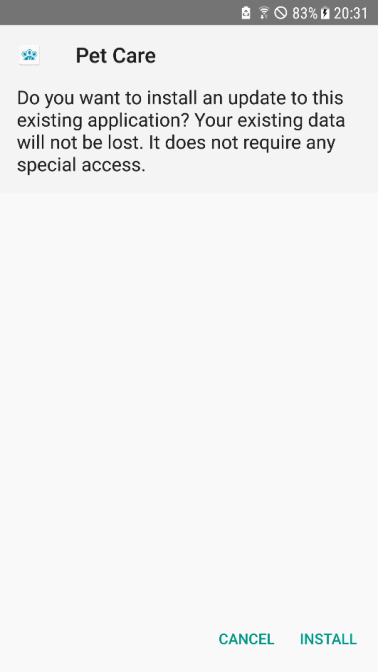 83% 20:31
Pet Care
Do you want to install an update to this
existing application? Your existing data
will not be lost. It does not require any
special access.
CANCEL INSTALL